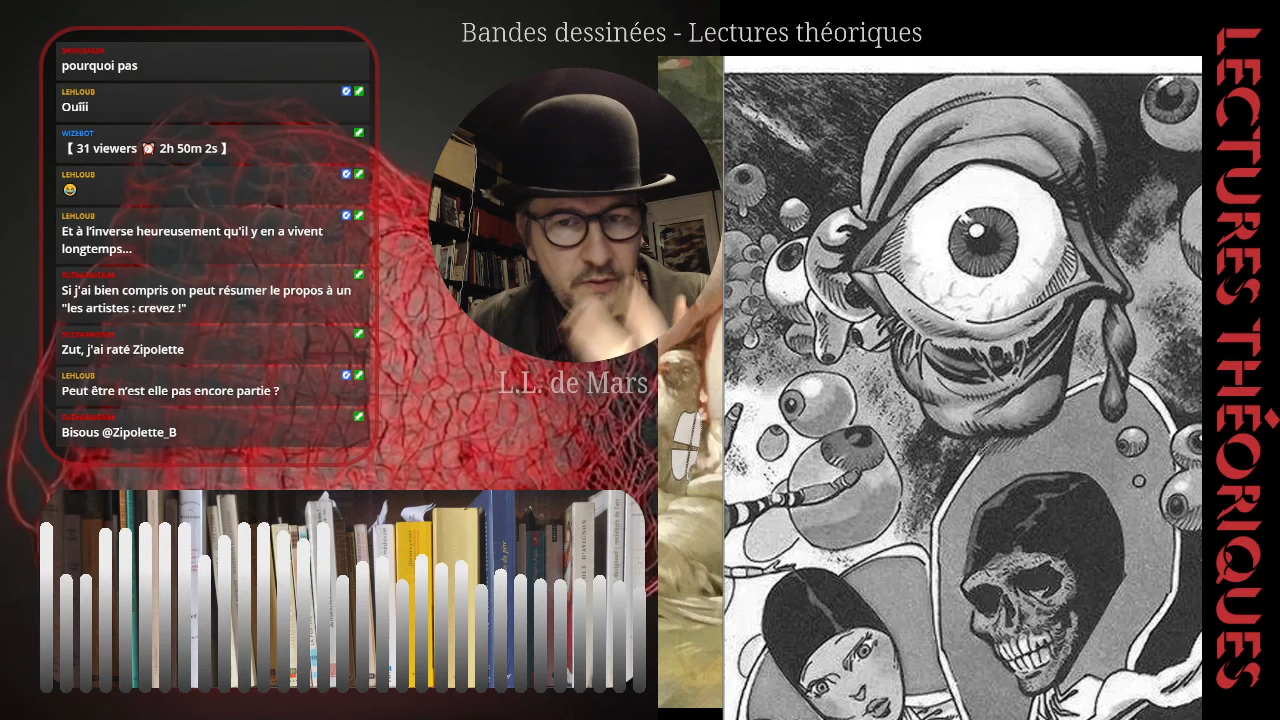 Bandes dessinées - Lectures théoriques
pourquoi pas
LEHLOUB
Ouîîi
WIZEBOT
【 31 viewers ⏰ 2h 50m 2s 】
LEHLOUB
😂
LEHLOUB
Et à l'inverse heureusement qu'il y en a vivent
longtemps...
Si j'ai bien compris on peut résumer le propos à un
"les artistes : crevez !"
Zut, j'ai raté Zipolette
LEHLOUB
Peut être n'est elle pas encore partie ?
Bisous @Zipolette_B
L.L. de Mars
LECTURES THÉORIQUES